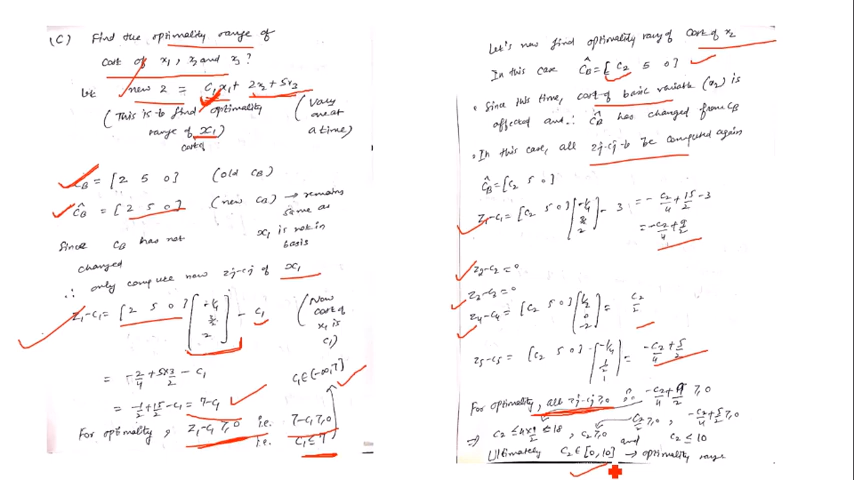 (c) Find the optimality range of
cost of x1, x2 and x3?
let new z = c1x1 + 2x2 + 5x3
(This is to find optimality
range of x1)
cost of
(vary
one at
a time)
CB = [2 5 0] (old CB)
ĈB = [2 5 0] (new CB) → remains
same as
x1 is not in
basis
Since CB has not
changed
∴ only compute new zj-cj of x1
Z1-C1 = [2 5 0] [-1/4 3/2 2] - C1
(Now
cost of
x1 is
c1)
= -2/4 + 5x3/2 - C1
= -1/2 + 15/2 - C1 = 7-C1
C1 ∈ (-∞, 7]
For optimality, Z1-C1 ≥ 0 i.e. 7-C1 ≥ 0
i.e. C1 ≤ 7
Let's now find optimality range of cost of x2
In this case ĈB = [C2 5 0]
• Since this time, cost of basic variable (x2) is
affected and ∴ ĈB has changed from CB
• In this case, all zj-cj to be computed again
ĈB = [C2 5 0]
Z1-C1 = [C2 5 0] [-1/4 3/2 2] - 3 = -C2/4 + 15/2 - 3
= -C2/4 + 9/2
Z2-C2 = 0
Z3-C3 = 0
Z4-C4 = [C2 5 0] [1/2 0 -2] = C2/2
Z5-C5 = [C2 5 0] · [-1/4 1/2 1] = -C2/4 + 5/2
For optimality, all zj-cj ≥ 0 ∴ -C2/4 + 9/2 ≥ 0
⇒ C2 ≤ 4x9/2 ≤ 18, C2 ≥ 0, C2/2 ≥ 0, -C2/4 + 5/2 ≥ 0
and C2 ≤ 10
Ultimately C2 ∈ [0, 10] → optimality range